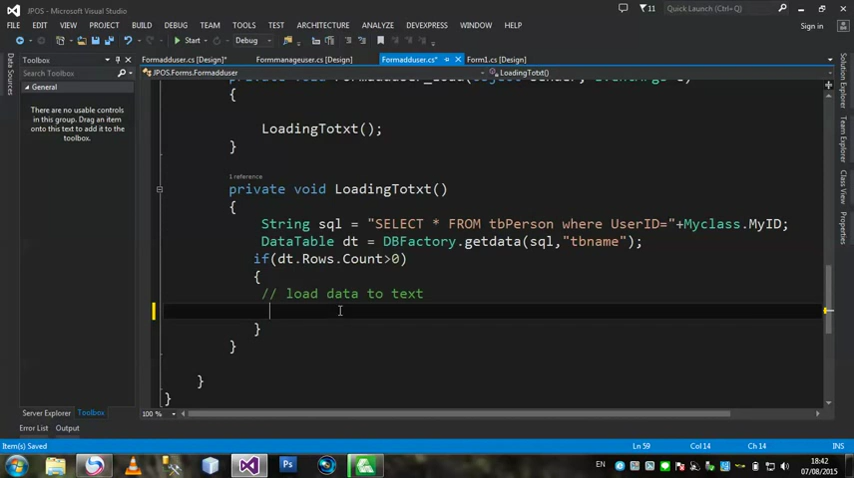 JPOS - Microsoft Visual Studio
11
Quick Launch (Ctrl+Q)
FILE EDIT VIEW PROJECT BUILD DEBUG TEAM TOOLS TEST ARCHITECTURE ANALYZE DEVEXPRESS WINDOW HELP
Sign in
Start Debug
Toolbox
Search Toolbox
General
There are no usable controls in this group. Drag an item onto this text to add it to the toolbox.
Data Sources
Formadduser.cs [Design]* Formmanageuser.cs [Design] Formadduser.cs* Form1.cs [Design]
JPOS.Forms.Formadduser LoadingTotxt()
{
LoadingTotxt();
}
1 reference
private void LoadingTotxt()
{
String sql = "SELECT * FROM tbPerson where UserID="+Myclass.MyID;
DataTable dt = DBFactory.getdata(sql,"tbname");
if(dt.Rows.Count>0)
{
// load data to text
}
}
}
}
100 %
Solution Explorer
Team Explorer
Class View
Properties
Server Explorer Toolbox
Error List Output
Item(s) Saved Ln 59 Col 14 Ch 14 INS
EN 18:42
07/08/2015